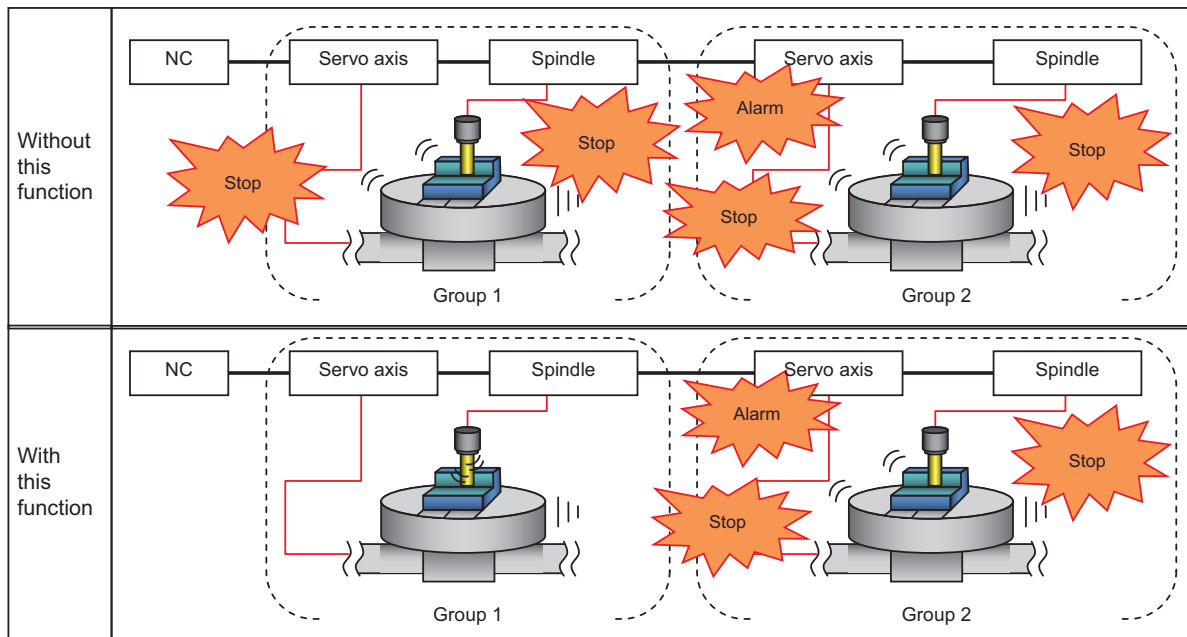 Without
this
function
NC
Servo axis
Spindle
Servo axis
Spindle
Alarm
Stop
Stop
Stop
Stop
Group 1
Group 2
With
this
function
NC
Servo axis
Spindle
Servo axis
Spindle
Alarm
Stop
Stop
Group 1
Group 2